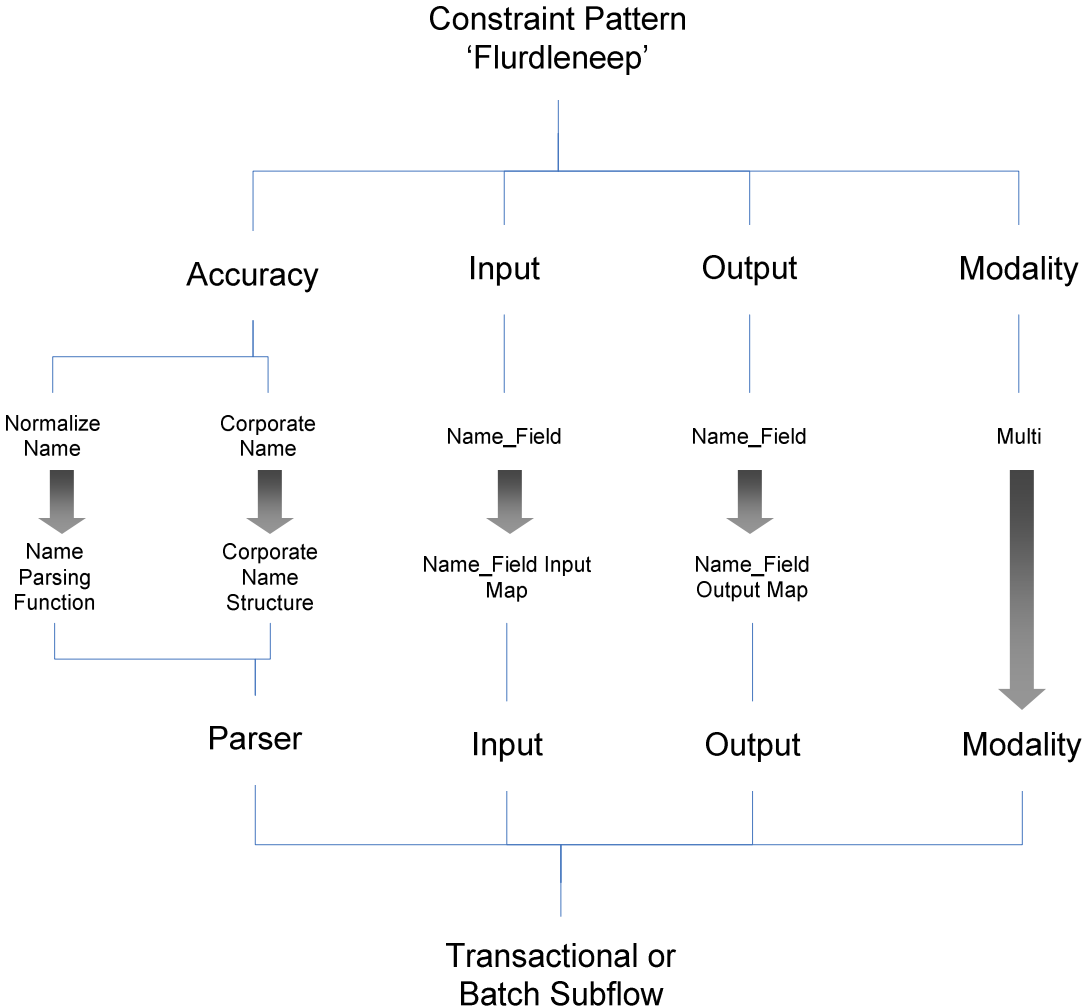 Constraint Pattern
‘Flurdleneep’
Accuracy
Input
Output
Modality
Normalize
Name
Corporate
Name
Name_Field
Name_Field
Multi
Name
Parsing
Function
Corporate
Name
Structure
Name_Field Input
Map
Name_Field
Output Map
Parser
Input
Output
Modality
Transactional or
Batch Subflow